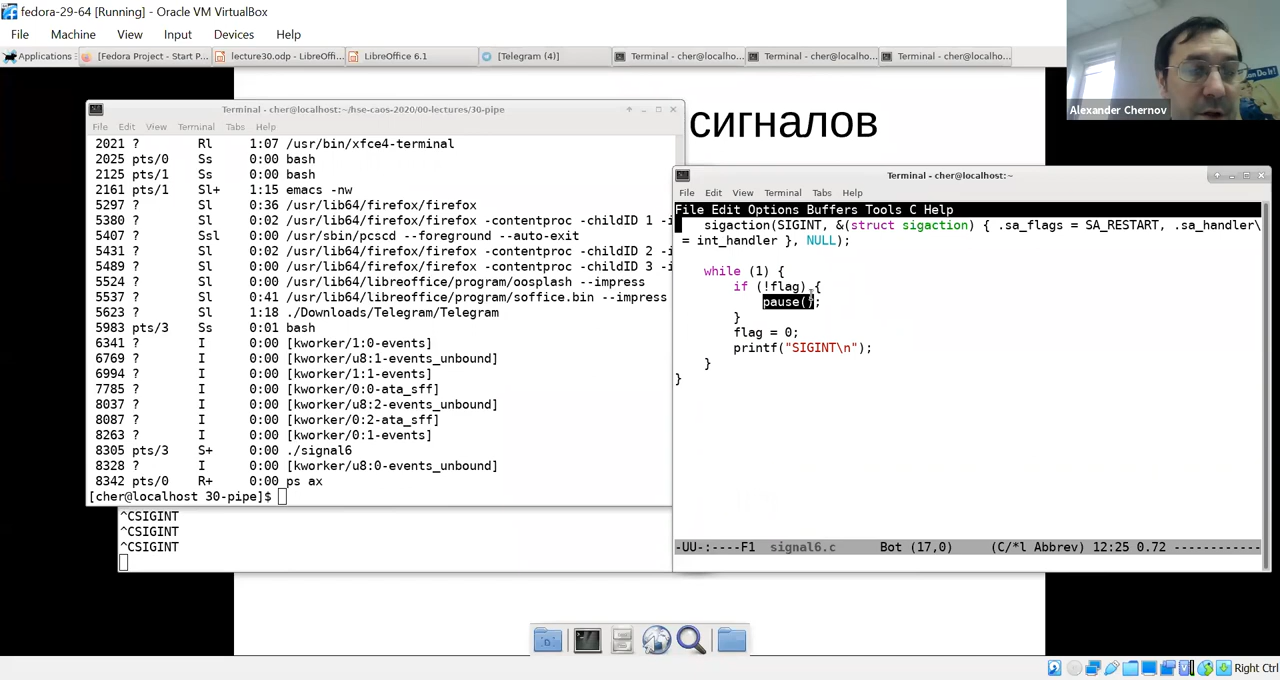 fedora-29-64 [Running] - Oracle VM VirtualBox
File Machine View Input Devices Help
Applications [Fedora Project - Start P... lecture30.odp - LibreOffi... LibreOffice 6.1 [Telegram (4)] Terminal - cher@localho... Terminal - cher@localho... Terminal - cher@localho...
an Do It!
Alexander Chernov
сигналов
Terminal - cher@localhost:~/hse-caos-2020/00-lectures/30-pipe
File Edit View Terminal Tabs Help
2021 ? Rl 1:07 /usr/bin/xfce4-terminal
2025 pts/0 Ss 0:00 bash
2125 pts/1 Ss 0:00 bash
2161 pts/1 Sl+ 1:15 emacs -nw
5297 ? Sl 0:36 /usr/lib64/firefox/firefox
5380 ? Sl 0:02 /usr/lib64/firefox/firefox -contentproc -childID 1 -i
5407 ? Ssl 0:00 /usr/sbin/pcscd --foreground --auto-exit
5431 ? Sl 0:02 /usr/lib64/firefox/firefox -contentproc -childID 2 -i
5489 ? Sl 0:00 /usr/lib64/firefox/firefox -contentproc -childID 3 -i
5524 ? Sl 0:00 /usr/lib64/libreoffice/program/oosplash --impress
5537 ? Sl 0:41 /usr/lib64/libreoffice/program/soffice.bin --impress
5623 ? Sl 1:18 ./Downloads/Telegram/Telegram
5983 pts/3 Ss 0:01 bash
6341 ? I 0:00 [kworker/1:0-events]
6769 ? I 0:00 [kworker/u8:1-events_unbound]
6994 ? I 0:00 [kworker/1:1-events]
7785 ? I 0:00 [kworker/0:0-ata_sff]
8037 ? I 0:00 [kworker/u8:2-events_unbound]
8087 ? I 0:00 [kworker/0:2-ata_sff]
8263 ? I 0:00 [kworker/0:1-events]
8305 pts/3 S+ 0:00 ./signal6
8328 ? I 0:00 [kworker/u8:0-events_unbound]
8342 pts/0 R+ 0:00 ps ax
[cher@localhost 30-pipe]$
^CSIGINT
^CSIGINT
^CSIGINT
Terminal - cher@localhost:~
File Edit View Terminal Tabs Help
File Edit Options Buffers Tools C Help
sigaction(SIGINT, &(struct sigaction) { .sa_flags = SA_RESTART, .sa_handler\
= int_handler }, NULL);
while (1) {
if (!flag) {
pause();
}
flag = 0;
printf("SIGINT\n");
}
}
-UU-:----F1 signal6.c Bot (17,0) (C/*l Abbrev) 12:25 0.72 ------------
Right Ctrl